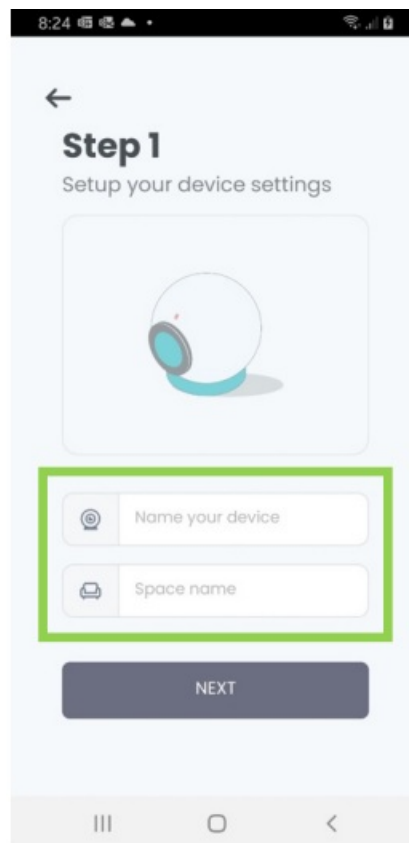 8:24
Step 1
Setup your device settings
Name your device
Space name
NEXT